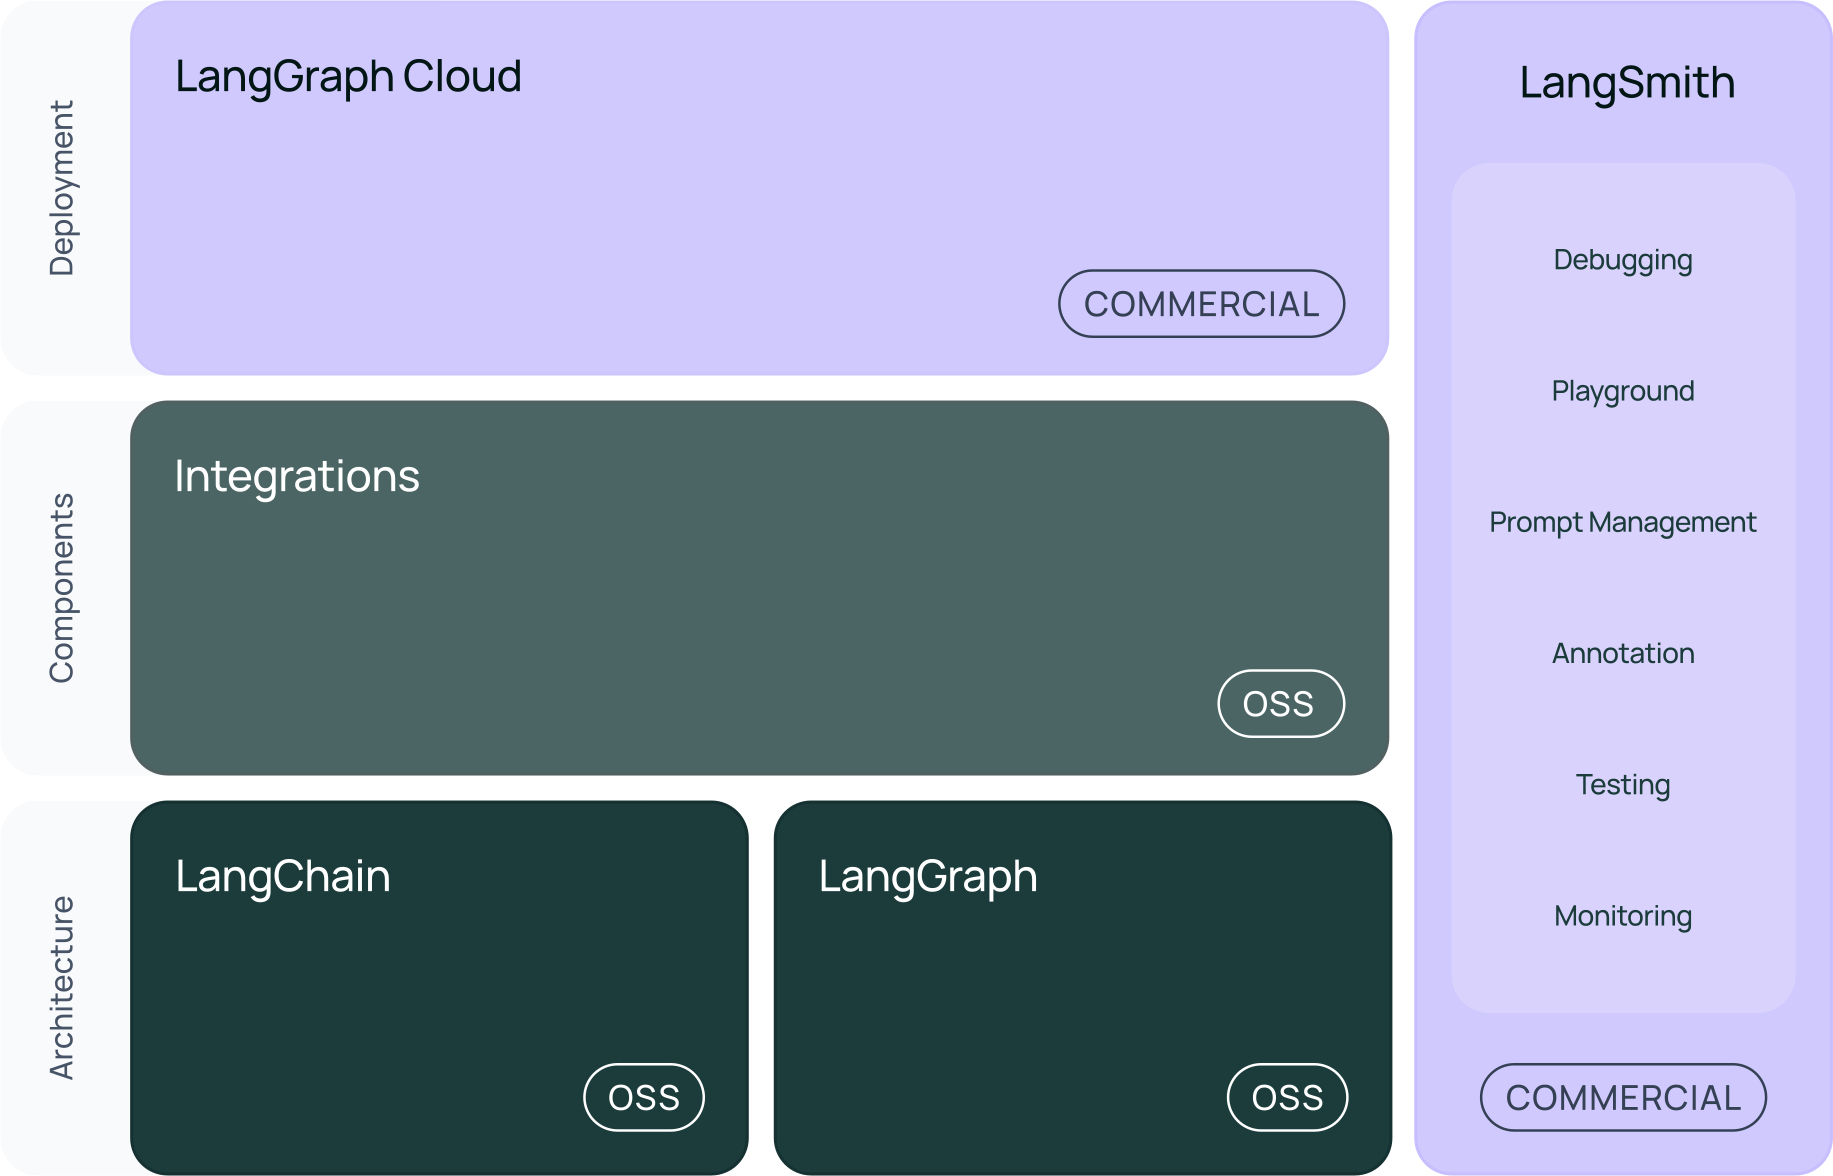 Deployment
LangGraph Cloud
COMMERCIAL
Components
Integrations
OSS
Architecture
LangChain
OSS
LangGraph
OSS
LangSmith
Debugging
Playground
Prompt Management
Annotation
Testing
Monitoring
COMMERCIAL